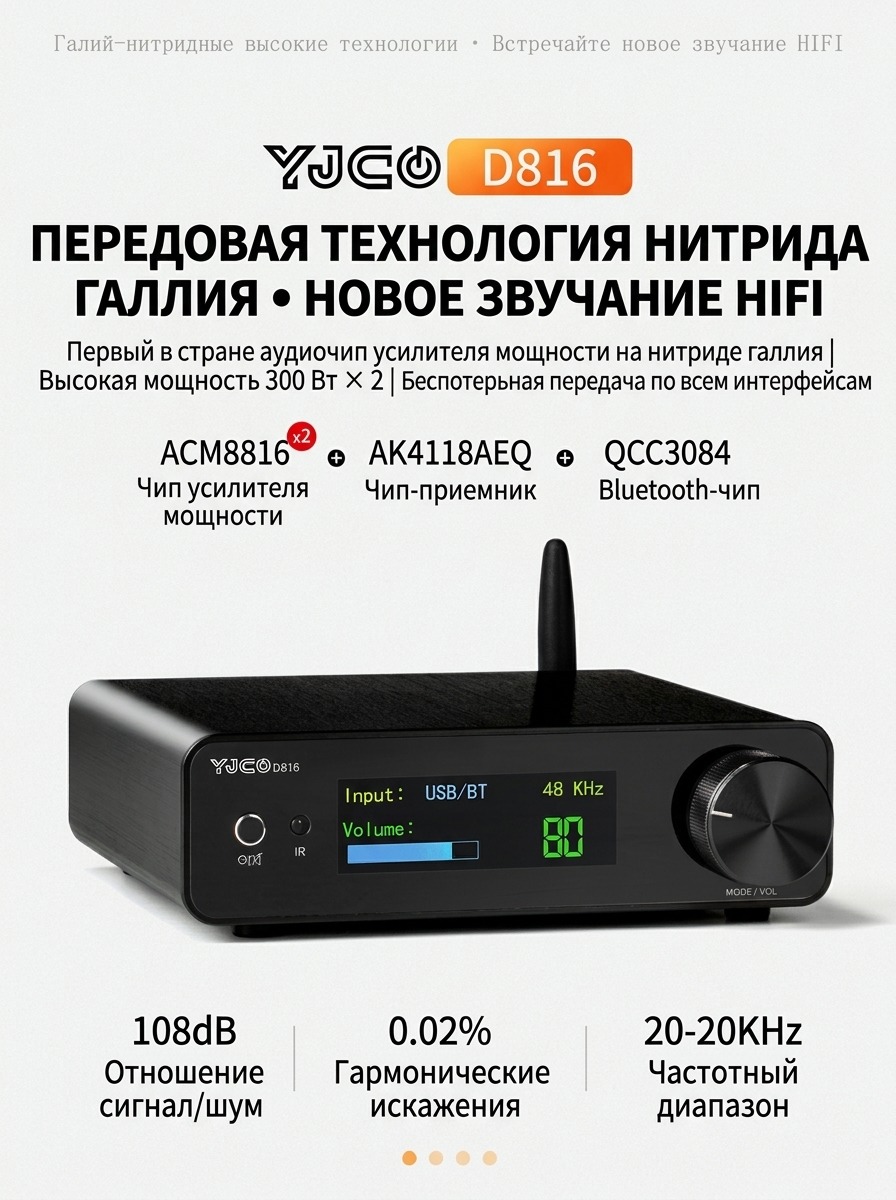 Галий-нитридные высокие технологии • Встречайте новое звучание HIFI
YJCO D816
ПЕРЕДОВАЯ ТЕХНОЛОГИЯ НИТРИДА
ГАЛЛИЯ • НОВОЕ ЗВУЧАНИЕ HIFI
Первый в стране аудиочип усилителя мощности на нитриде галлия |
Высокая мощность 300 Вт × 2 | Беспотерьная передача по всем интерфейсам
ACM8816 x2 + AK4118AEQ + QCC3084
Чип усилителя мощности
Чип-приемник
Bluetooth-чип
YJCO D816
Input: USB/BT 48 KHz
Volume: 80
IR
MODE / VOL
108dB
Отношение
сигнал/шум
0.02%
Гармонические
искажения
20-20KHz
Частотный
диапазон